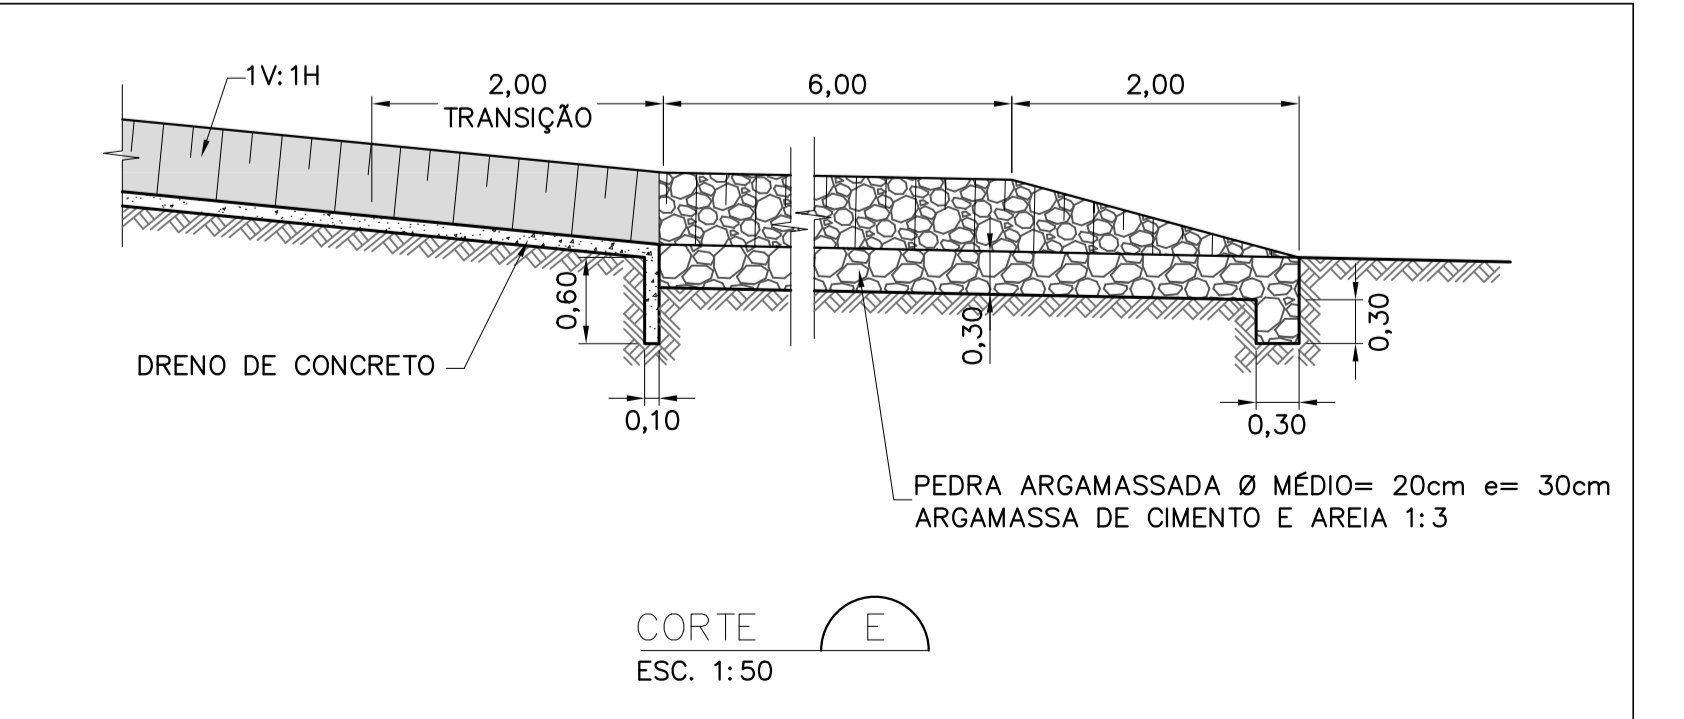 1V:1H
2,00
TRANSIÇÃO
6,00
2,00
0,60
0,30
0,30
DRENO DE CONCRETO
0,10
0,30
PEDRA ARGAMASSADA Ø MÉDIO= 20cm e= 30cm
ARGAMASSA DE CIMENTO E AREIA 1:3
CORTE E
ESC. 1:50